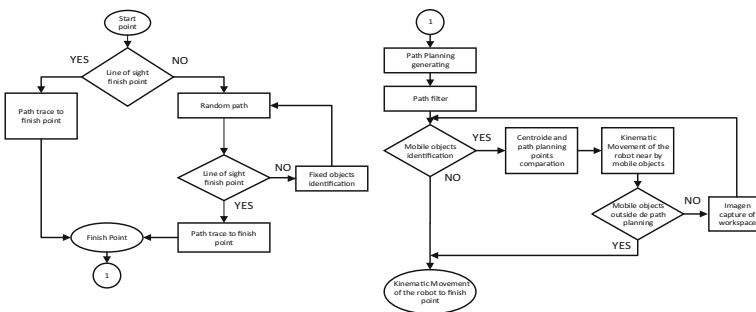 Start
point
YES
NO
Line of sight
finish point
Path trace to
finish point
Random path
Line of sight
finish point
NO
Fixed objects
identification
YES
Path trace to finish
point
Finish Point
1
1
Path Planning
generating
Path filter
Mobile objects
identification
YES
NO
Centroide and
path planning
points
comparation
Kinematic
Movement of the
robot near by
mobile objects
Mobile objects
outside de path
planning
NO
YES
Imagen
capture of
workspace
Kinematic Movement
of the robot to finish
point